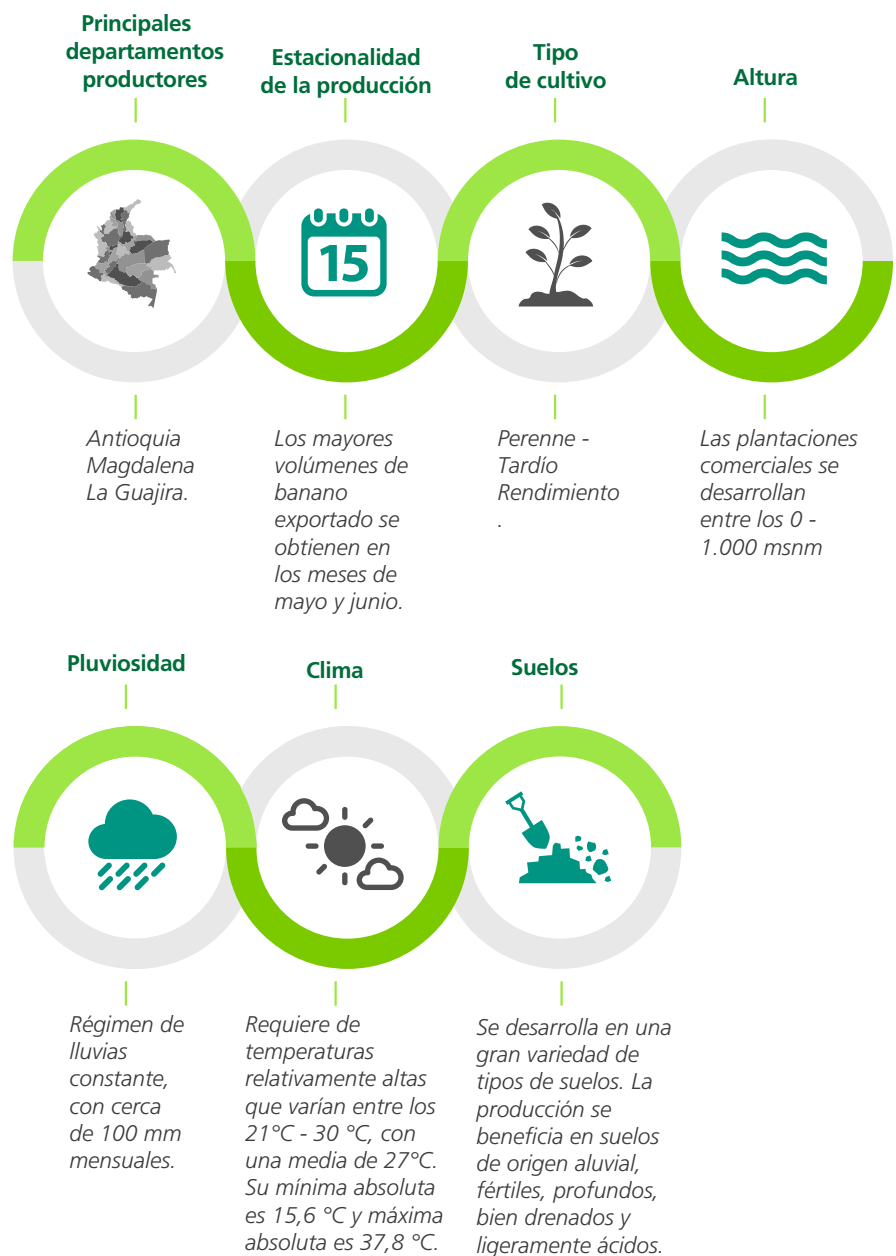 Principales
departamentos
productores
Antioquia
Magdalena
La Guajira.
Estacionalidad
de la producción
15
Los mayores
volúmenes de
banano
exportado se
obtienen en
los meses de
mayo y junio.
Tipo
de cultivo
Perenne -
Tardío
Rendimiento
.
Altura
Las plantaciones
comerciales se
desarrollan
entre los 0 -
1.000 msnm
Pluviosidad
Régimen de
lluvias
constante,
con cerca
de 100 mm
mensuales.
Clima
Requiere de
temperaturas
relativamente altas
que varían entre los
21°C - 30 °C, con
una media de 27°C.
Su mínima absoluta
es 15,6 °C y máxima
absoluta es 37,8 °C.
Suelos
Se desarrolla en una
gran variedad de
tipos de suelos. La
producción se
beneficia en suelos
de origen aluvial,
fértiles, profundos,
bien drenados y
ligeramente ácidos.